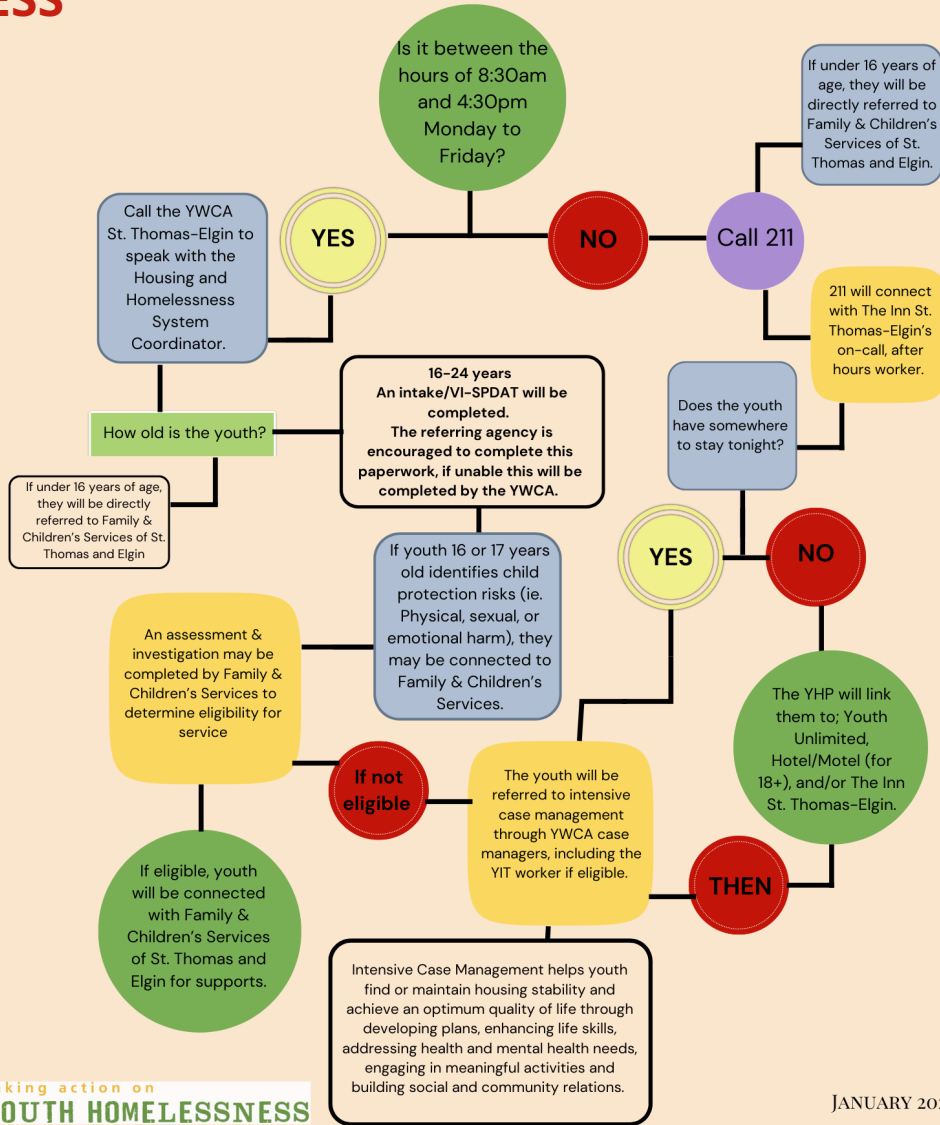 ESS
Is it between the
hours of 8:30am
and 4:30pm
Monday to
Friday?
If under 16 years of
age, they will be
directly referred to
Family & Children's
Services of St.
Thomas and Elgin.
Call the YWCA
St. Thomas-Elgin to
speak with the
Housing and
Homelessness
System
Coordinator.
YES
NO
Call 211
211 will connect
with The Inn St.
Thomas-Elgin's
on-call, after
hours worker.
16-24 years
An intake/VI-SPDAT will be
completed.
The referring agency is
encouraged to complete this
paperwork, if unable this will be
completed by the YWCA.
Does the youth
have somewhere
to stay tonight?
How old is the youth?
If under 16 years of age,
they will be directly
referred to Family &
Children's Services of St.
Thomas and Elgin
If youth 16 or 17 years
old identifies child
protection risks (ie.
Physical, sexual, or
emotional harm), they
may be connected to
Family & Children's
Services.
YES
NO
An assessment &
investigation may be
completed by Family &
Children's Services to
determine eligibility for
service
The YHP will link
them to; Youth
Unlimited,
Hotel/Motel (for
18+), and/or The Inn
St. Thomas-Elgin.
If not
eligible
The youth will be
referred to intensive
case management
through YWCA case
managers, including the
YIT worker if eligible.
THEN
If eligible, youth
will be connected
with Family &
Children's Services
of St. Thomas and
Elgin for supports.
Intensive Case Management helps youth
find or maintain housing stability and
achieve an optimum quality of life through
developing plans, enhancing life skills,
addressing health and mental health needs,
engaging in meaningful activities and
building social and community relations.
king action on
OUTH HOMELESSNESS
January 20